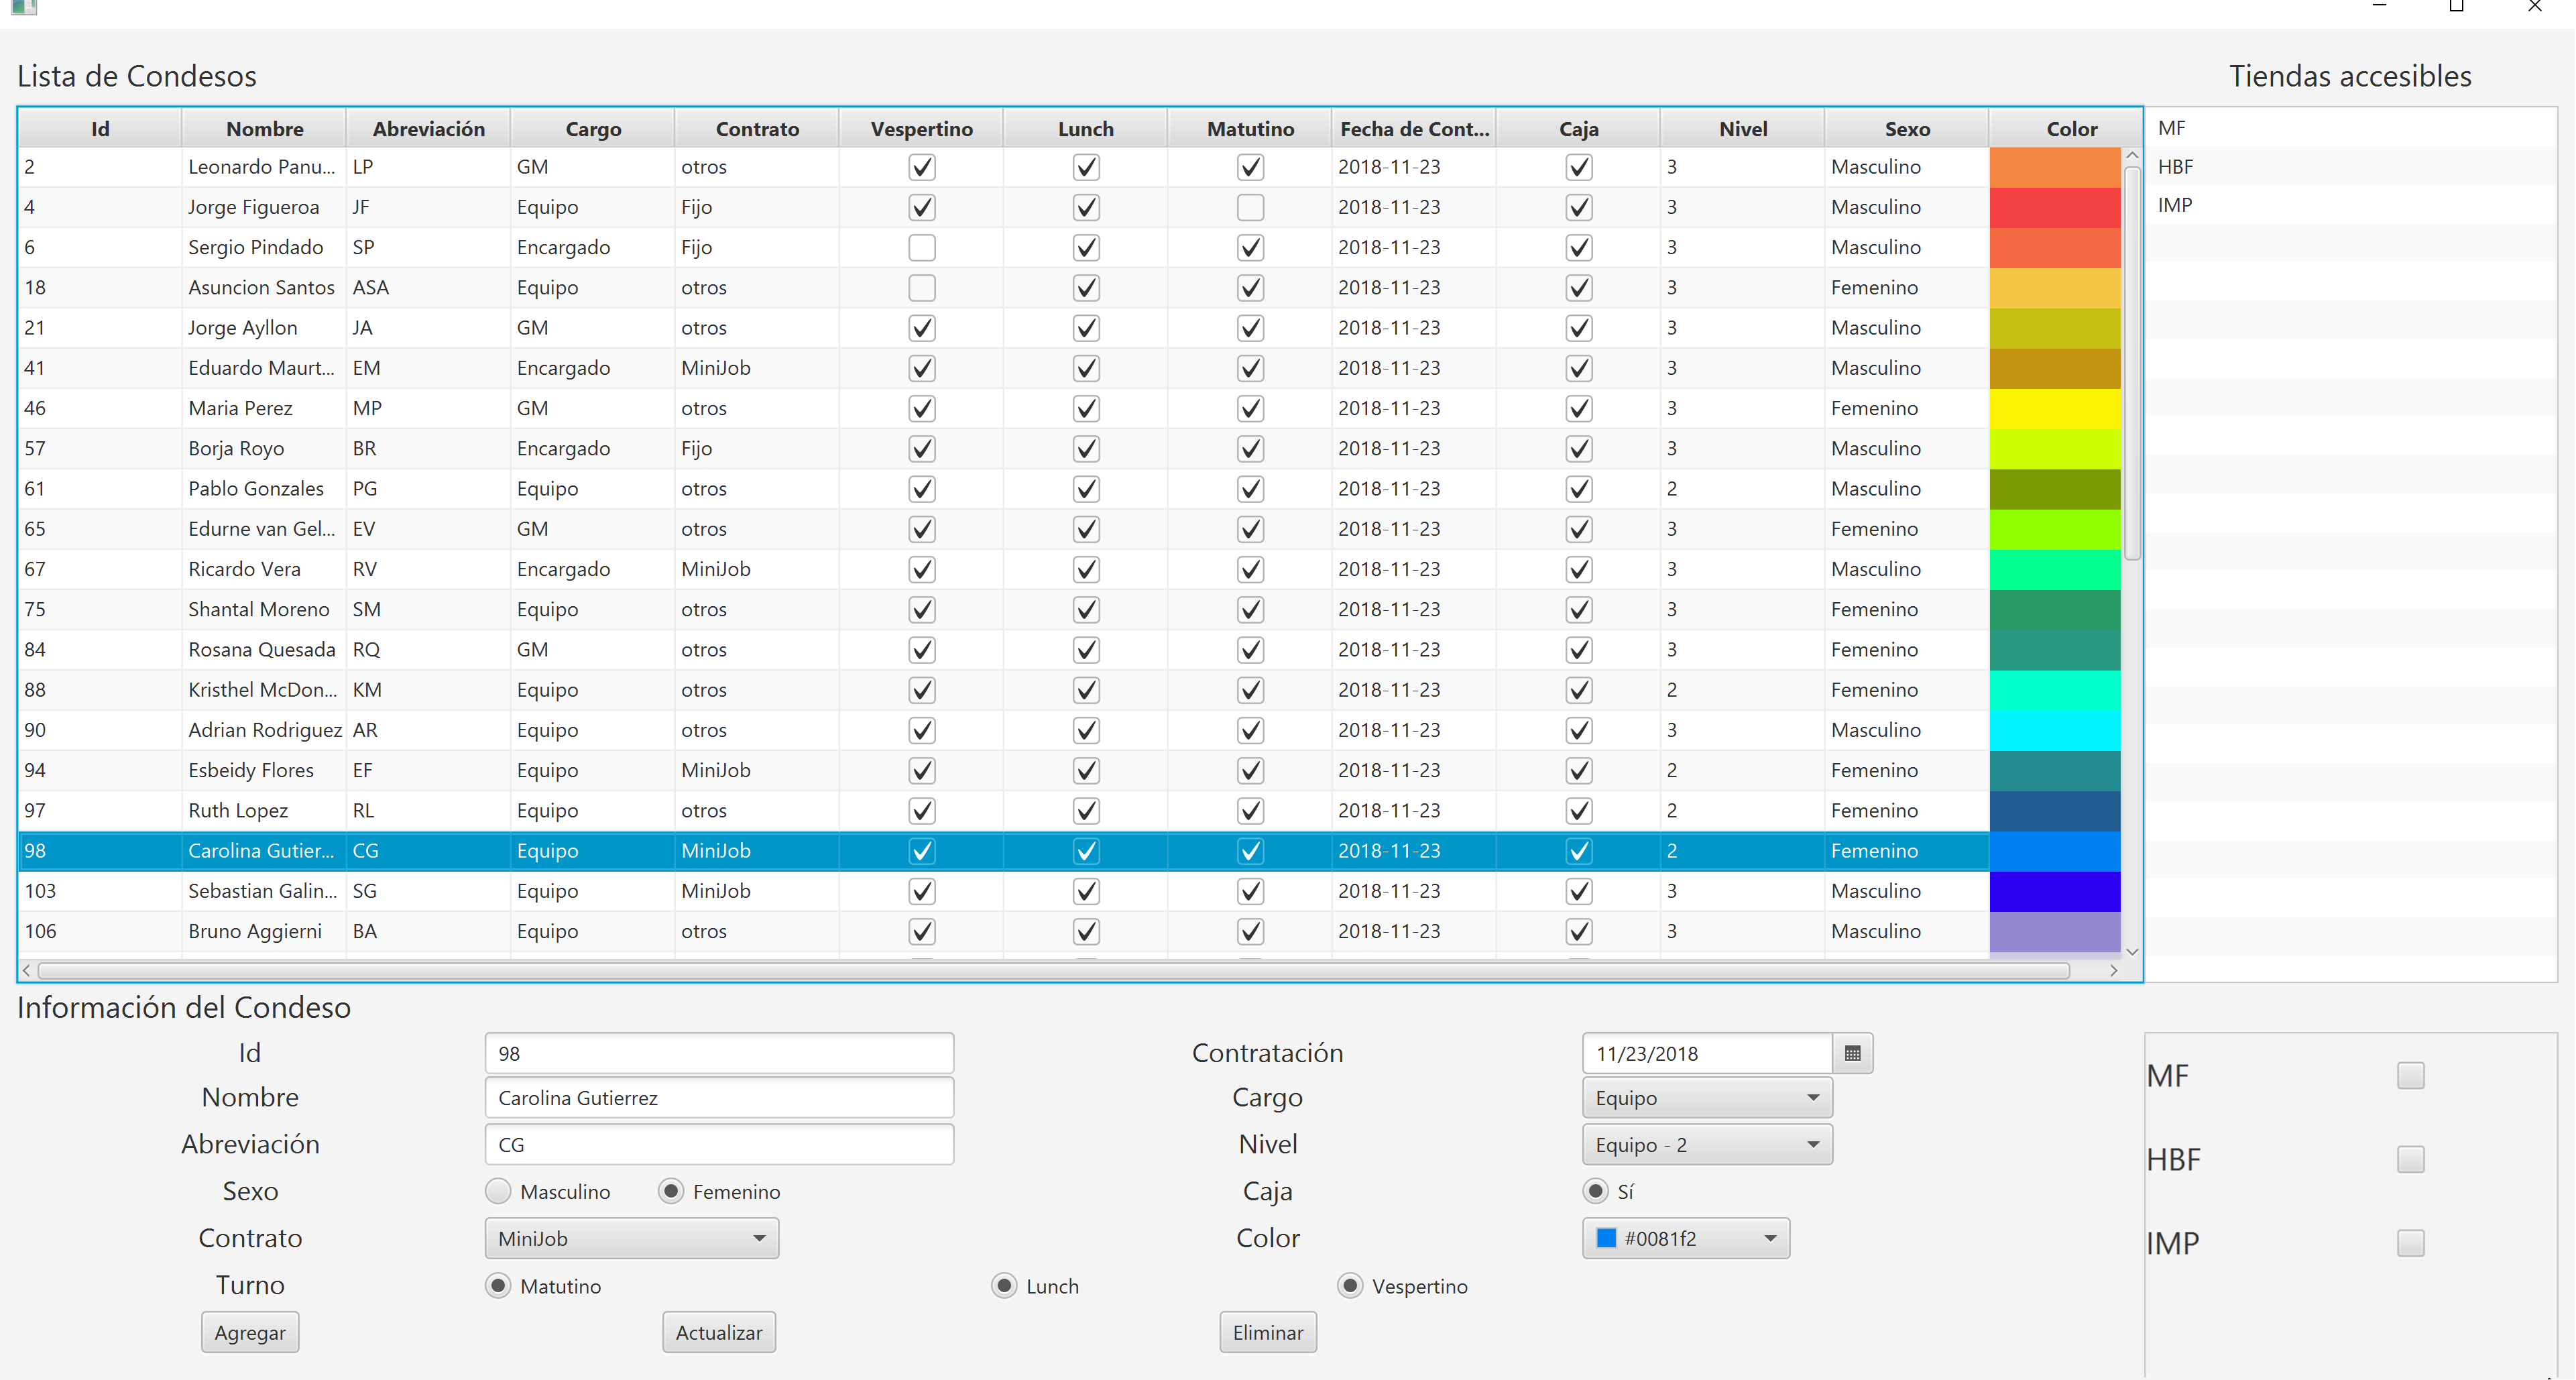 Lista de Condesos
Tiendas accesibles
Id Nombre Abreviación Cargo Contrato Vespertino Lunch Matutino Fecha de Cont... Caja Nivel Sexo Color
2 Leonardo Panu... LP GM otros 2018-11-23 3 Masculino
4 Jorge Figueroa JF Equipo Fijo 2018-11-23 3 Masculino
6 Sergio Pindado SP Encargado Fijo 2018-11-23 3 Masculino
18 Asuncion Santos ASA Equipo otros 2018-11-23 3 Femenino
21 Jorge Ayllon JA GM otros 2018-11-23 3 Masculino
41 Eduardo Maurt... EM Encargado MiniJob 2018-11-23 3 Masculino
46 Maria Perez MP GM otros 2018-11-23 3 Femenino
57 Borja Royo BR Encargado Fijo 2018-11-23 3 Masculino
61 Pablo Gonzales PG Equipo otros 2018-11-23 2 Masculino
65 Edurne van Gel... EV GM otros 2018-11-23 3 Femenino
67 Ricardo Vera RV Encargado MiniJob 2018-11-23 3 Masculino
75 Shantal Moreno SM Equipo otros 2018-11-23 3 Femenino
84 Rosana Quesada RQ GM otros 2018-11-23 3 Femenino
88 Kristhel McDon... KM Equipo otros 2018-11-23 2 Femenino
90 Adrian Rodriguez AR Equipo otros 2018-11-23 3 Masculino
94 Esbeidy Flores EF Equipo MiniJob 2018-11-23 2 Femenino
97 Ruth Lopez RL Equipo otros 2018-11-23 2 Femenino
98 Carolina Gutier... CG Equipo MiniJob 2018-11-23 2 Femenino
103 Sebastian Galin... SG Equipo MiniJob 2018-11-23 3 Masculino
106 Bruno Aggierni BA Equipo otros 2018-11-23 3 Masculino
MF
HBF
IMP
Información del Condeso
Id 98 Contratación 11/23/2018
Nombre Carolina Gutierrez Cargo Equipo
Abreviación CG Nivel Equipo - 2
Sexo Masculino Femenino Caja Sí
Contrato MiniJob Color #0081f2
Turno Matutino Lunch Vespertino
Agregar Actualizar Eliminar
MF
HBF
IMP